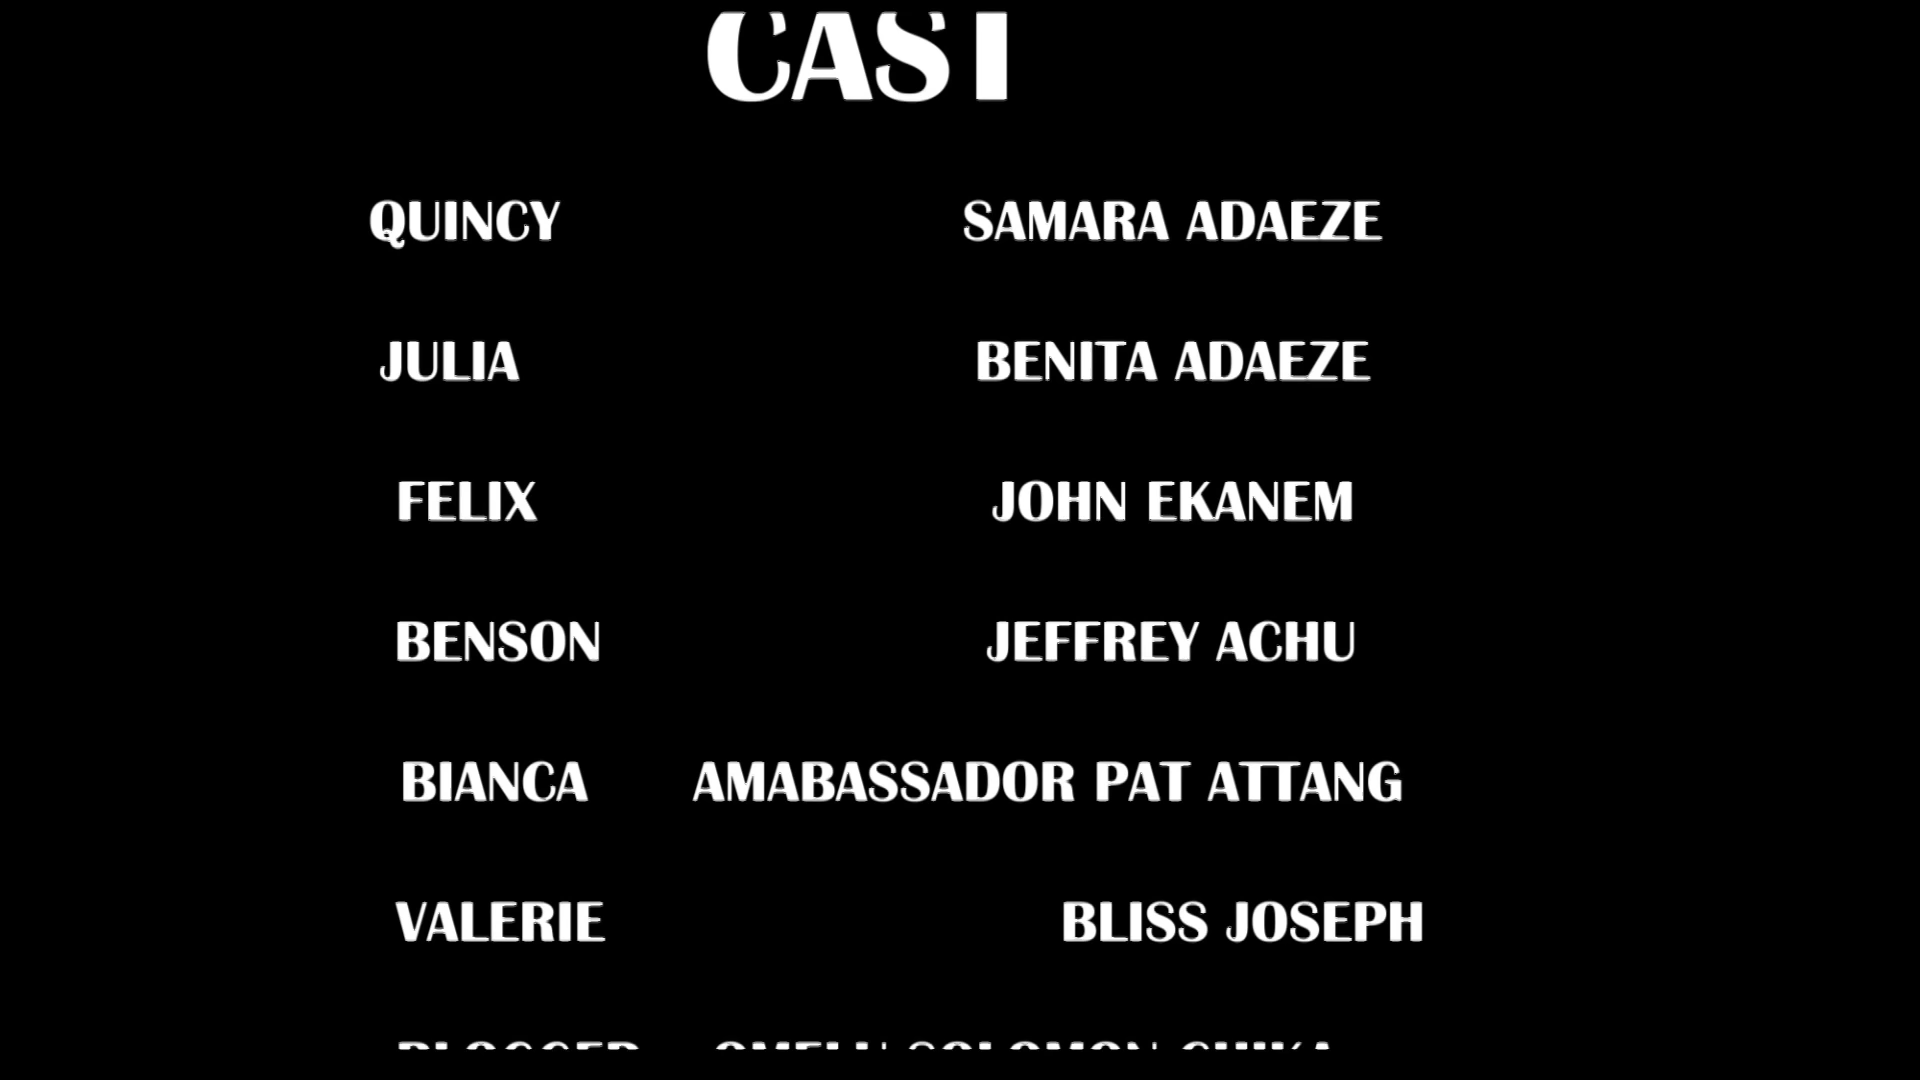 CAST
QUINCY SAMARA ADAEZE
JULIA BENITA ADAEZE
FELIX JOHN EKANEM
BENSON JEFFREY ACHU
BIANCA AMABASSADOR PAT ATTANG
VALERIE BLISS JOSEPH